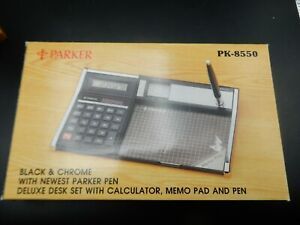 PARKER
PK-8550
BLACK & CHROME
WITH NEWEST PARKER PEN
DELUXE DESK SET WITH CALCULATOR, MEMO PAD AND PEN